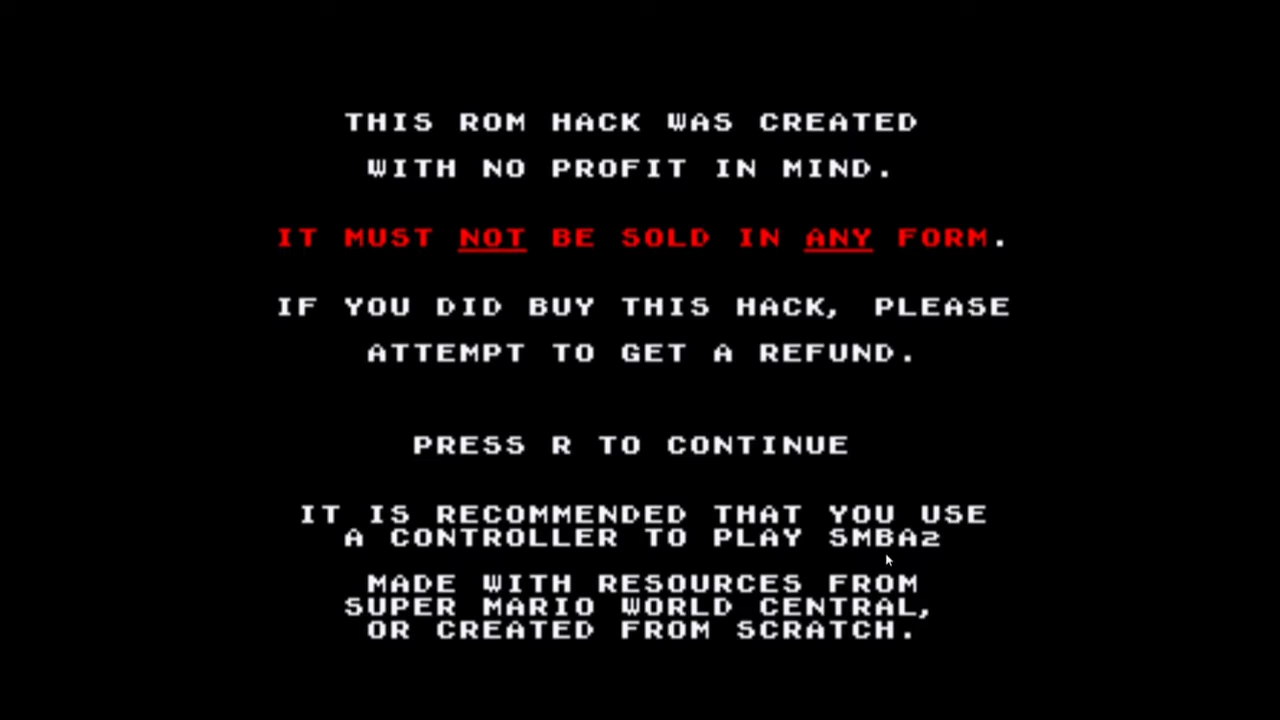 THIS ROM HACK WAS CREATED
WITH NO PROFIT IN MIND.
IT MUST NOT BE SOLD IN ANY FORM.
IF YOU DID BUY THIS HACK, PLEASE
ATTEMPT TO GET A REFUND.
PRESS R TO CONTINUE
IT IS RECOMMENDED THAT YOU USE
A CONTROLLER TO PLAY SMBA2
MADE WITH RESOURCES FROM
SUPER MARIO WORLD CENTRAL,
OR CREATED FROM SCRATCH.